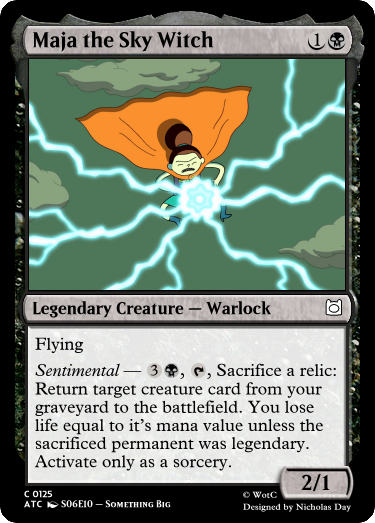 Maja the Sky Witch 1
Legendary Creature — Warlock
Flying
Sentimental — 3, , Sacrifice a relic:
Return target creature card from your
graveyard to the battlefield. You lose
life equal to it's mana value unless the
sacrificed permanent was legendary.
Activate only as a sorcery.
2/1
C 0125
ATC S06E10 — Something Big
© WotC
Designed by Nicholas Day